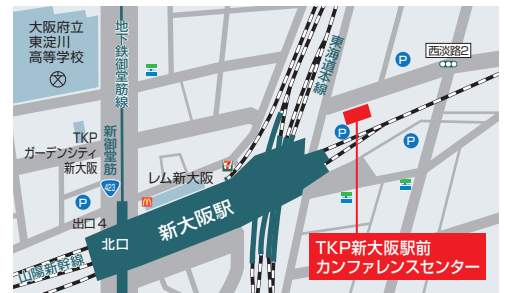 大阪府立
東淀川
高等学校
文
地下鉄御堂筋線
東海道本線
P
西淡路2
TKP
ガーデンシティ
新大阪
新御堂筋
423
レム新大阪
7
P
P
P
M
出口4
北口
新大阪駅
山陽新幹線
TKP新大阪駅前
カンファレンスセンター